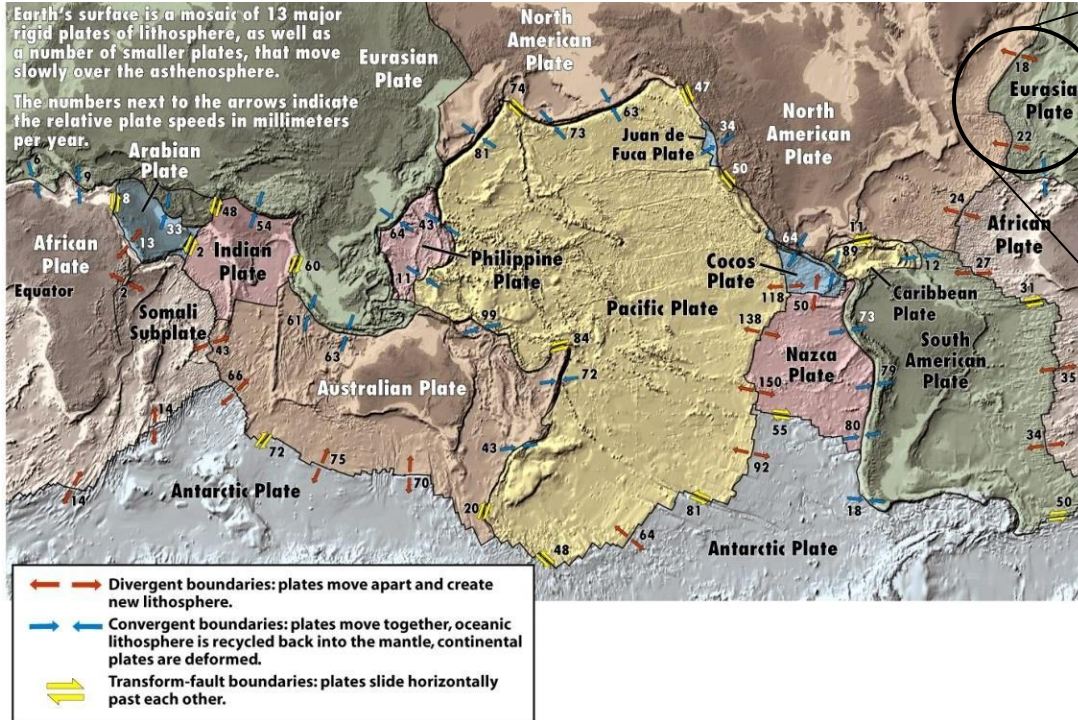 Earth's surface is a mosaic of 13 major
rigid plates of lithosphere, as well as
a number of smaller plates, that move
slowly over the asthenosphere.
The numbers next to the arrows indicate
the relative plate speeds in millimeters
per year.
North
American
Plate
Eurasian
Plate
74
47
63
73
81
Juan de
Fuca Plate
34
50
North
American
Plate
18
Eurasian
Plate
22
Arabian
Plate
6
9
8
48
54
33
13
2
African
Plate
Equator
2
Indian
Plate
60
64
43
11
Philippine
Plate
Somali
Subplate
43
61
63
99
84
72
Pacific Plate
64
Cocos
Plate
118
50
11
89
12
Caribbean
Plate
24
African
Plate
27
31
138
150
Nazca
Plate
73
79
South
American
Plate
35
66
Australian Plate
43
14
14
72
75
70
20
48
64
81
92
55
80
18
34
50
Antarctic Plate
Antarctic Plate
Divergent boundaries: plates move apart and create
new lithosphere.
Convergent boundaries: plates move together, oceanic
lithosphere is recycled back into the mantle, continental
plates are deformed.
Transform-fault boundaries: plates slide horizontally
past each other.